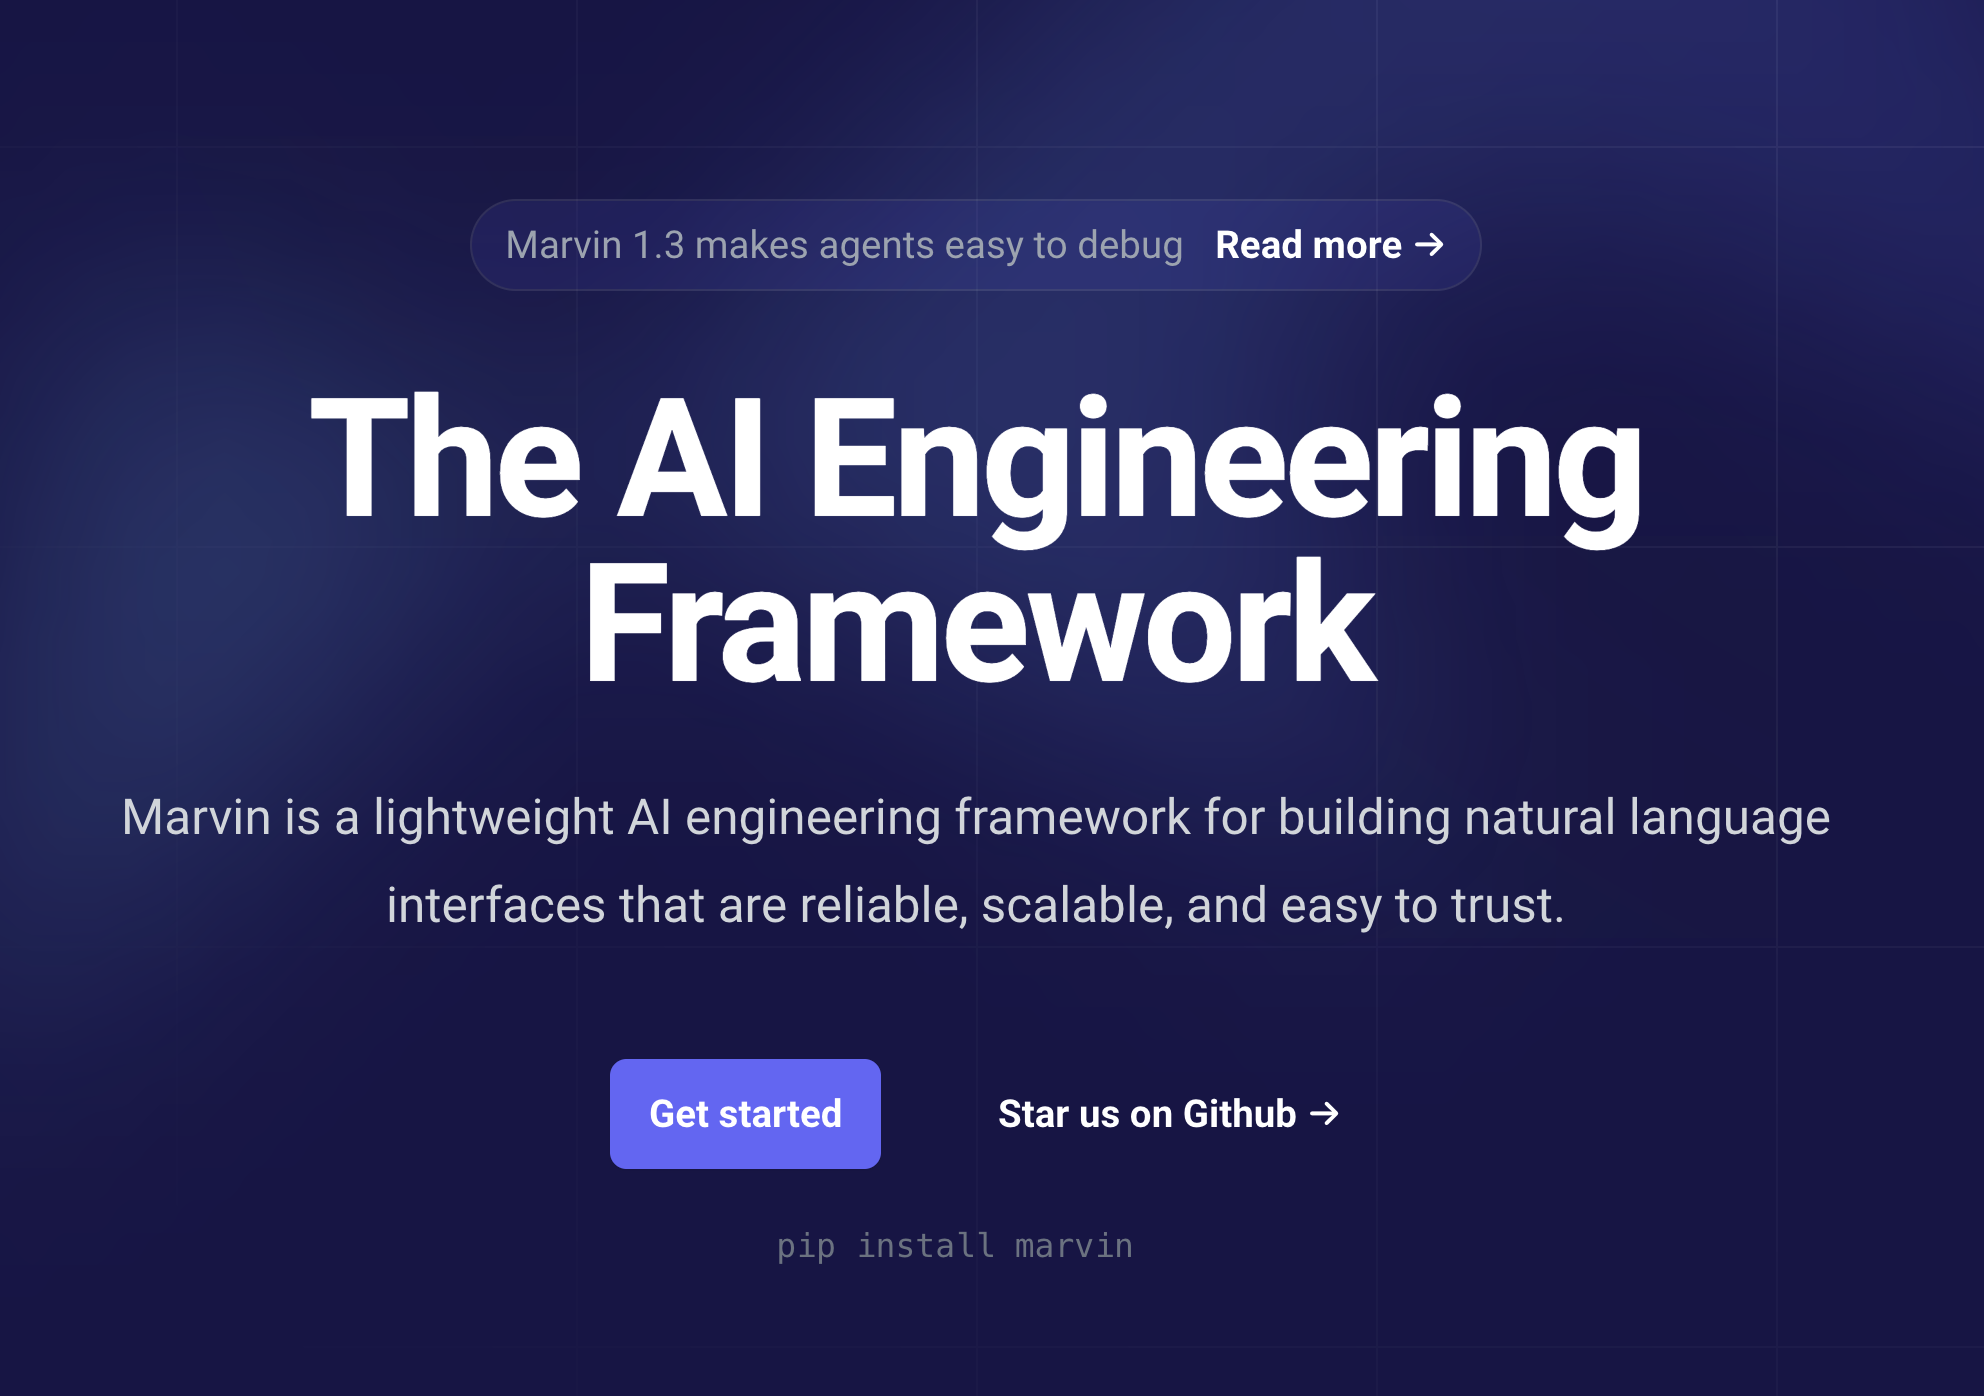 Marvin 1.3 makes agents easy to debug Read more →
The AI Engineering
Framework
Marvin is a lightweight AI engineering framework for building natural language
interfaces that are reliable, scalable, and easy to trust.
Get started Star us on Github →
pip install marvin